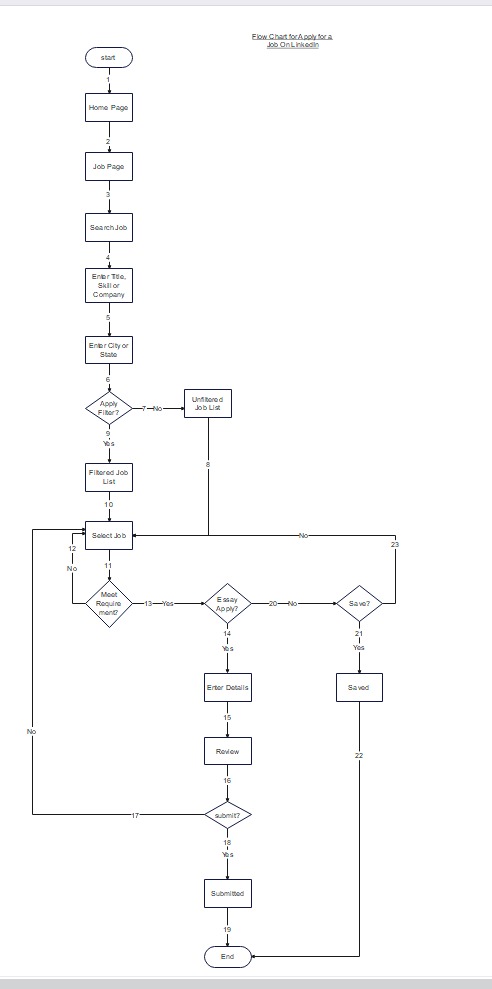 Flow Chart for Apply for a
Job On LinkedIn
start
1
Home Page
2
Job Page
3
Search Job
4
Enter Title,
Skill or
Company
5
Enter City or
State
6
Apply
Filter?
7
No
Unfiltered
Job List
8
9
Yes
Filtered Job
List
10
Select Job
No
23
12
No
11
Meet
Require
ment?
13
Yes
Essay
Apply?
20
No
Save?
14
Yes
21
Yes
Enter Details
Saved
15
Review
No
22
16
17
submit?
18
Yes
Submitted
19
End